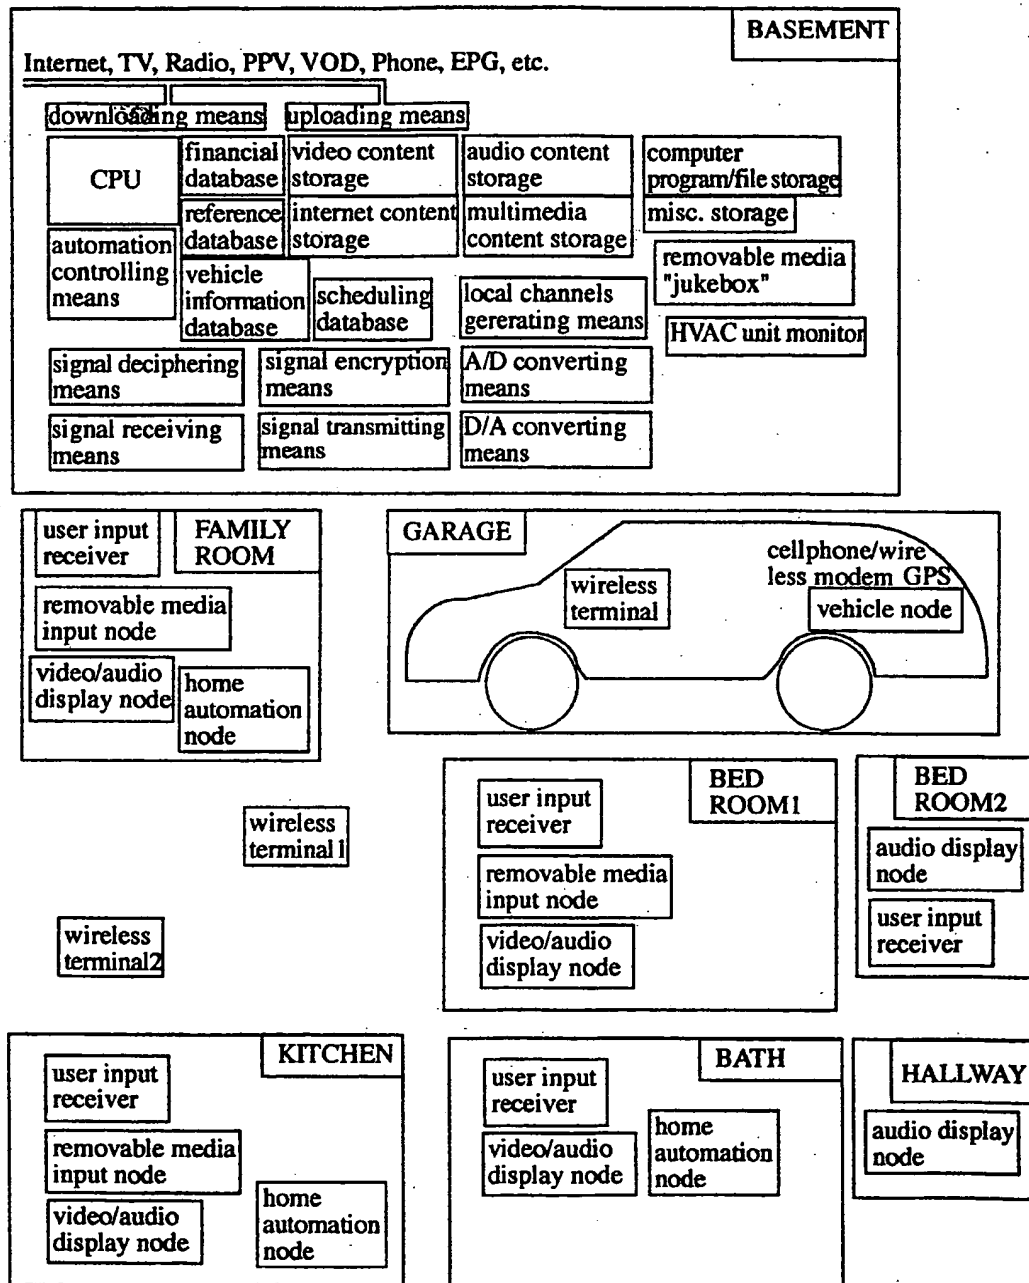 BASEMENT
Internet, TV, Radio, PPV, VOD, Phone, EPG, etc.
downloading means
uploading means
CPU
financial
database
video content
storage
audio content
storage
computer
program/file storage
reference
database
internet content
storage
multimedia
content storage
misc. storage
automation
controlling
means
vehicle
information
database
scheduling
database
local channels
gererating means
removable media
"jukebox"
HVAC unit monitor
signal deciphering
means
signal encryption
means
A/D converting
means
signal receiving
means
signal transmitting
means
D/A converting
means
user input
receiver
FAMILY
ROOM
removable media
input node
video/audio
display node
home
automation
node
GARAGE
wireless
terminal
cellphone/wire
less modem GPS
vehicle node
wireless
terminal1
wireless
terminal2
BED
ROOM1
user input
receiver
removable media
input node
video/audio
display node
BED
ROOM2
audio display
node
user input
receiver
KITCHEN
user input
receiver
removable media
input node
video/audio
display node
home
automation
node
BATH
user input
receiver
video/audio
display node
home
automation
node
HALLWAY
audio display
node